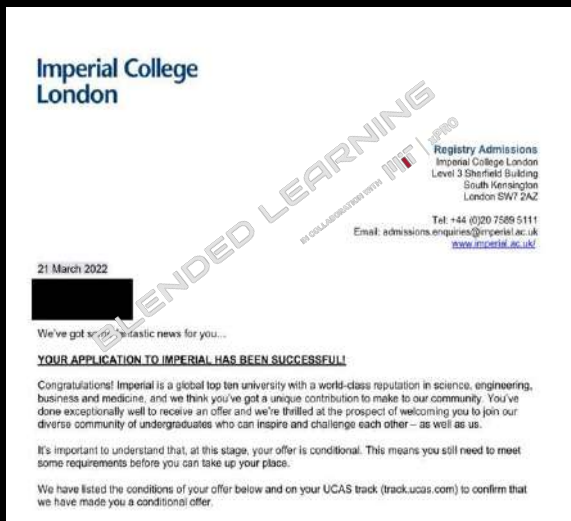 Imperial College
London
Registry Admissions
Imperial College London
Level 3 Sherfield Building
South Kensington
London SW7 2AZ
Tel: +44 (0)20 7589 5111
Email: admissions.enquiries@imperial.ac.uk
www.imperial.ac.uk/
BLENDED LEARNING
IN COLLABORATION WITH MIT xPRO
21 March 2022
We've got some fantastic news for you...
YOUR APPLICATION TO IMPERIAL HAS BEEN SUCCESSFUL!
Congratulations! Imperial is a global top ten university with a world-class reputation in science, engineering,
business and medicine, and we think you've got a unique contribution to make to our community. You've
done exceptionally well to receive an offer and we're thrilled at the prospect of welcoming you to join our
diverse community of undergraduates who can inspire and challenge each other – as well as us.
It's important to understand that, at this stage, your offer is conditional. This means you still need to meet
some requirements before you can take up your place.
We have listed the conditions of your offer below and on your UCAS track (track.ucas.com) to confirm that
we have made you a conditional offer.